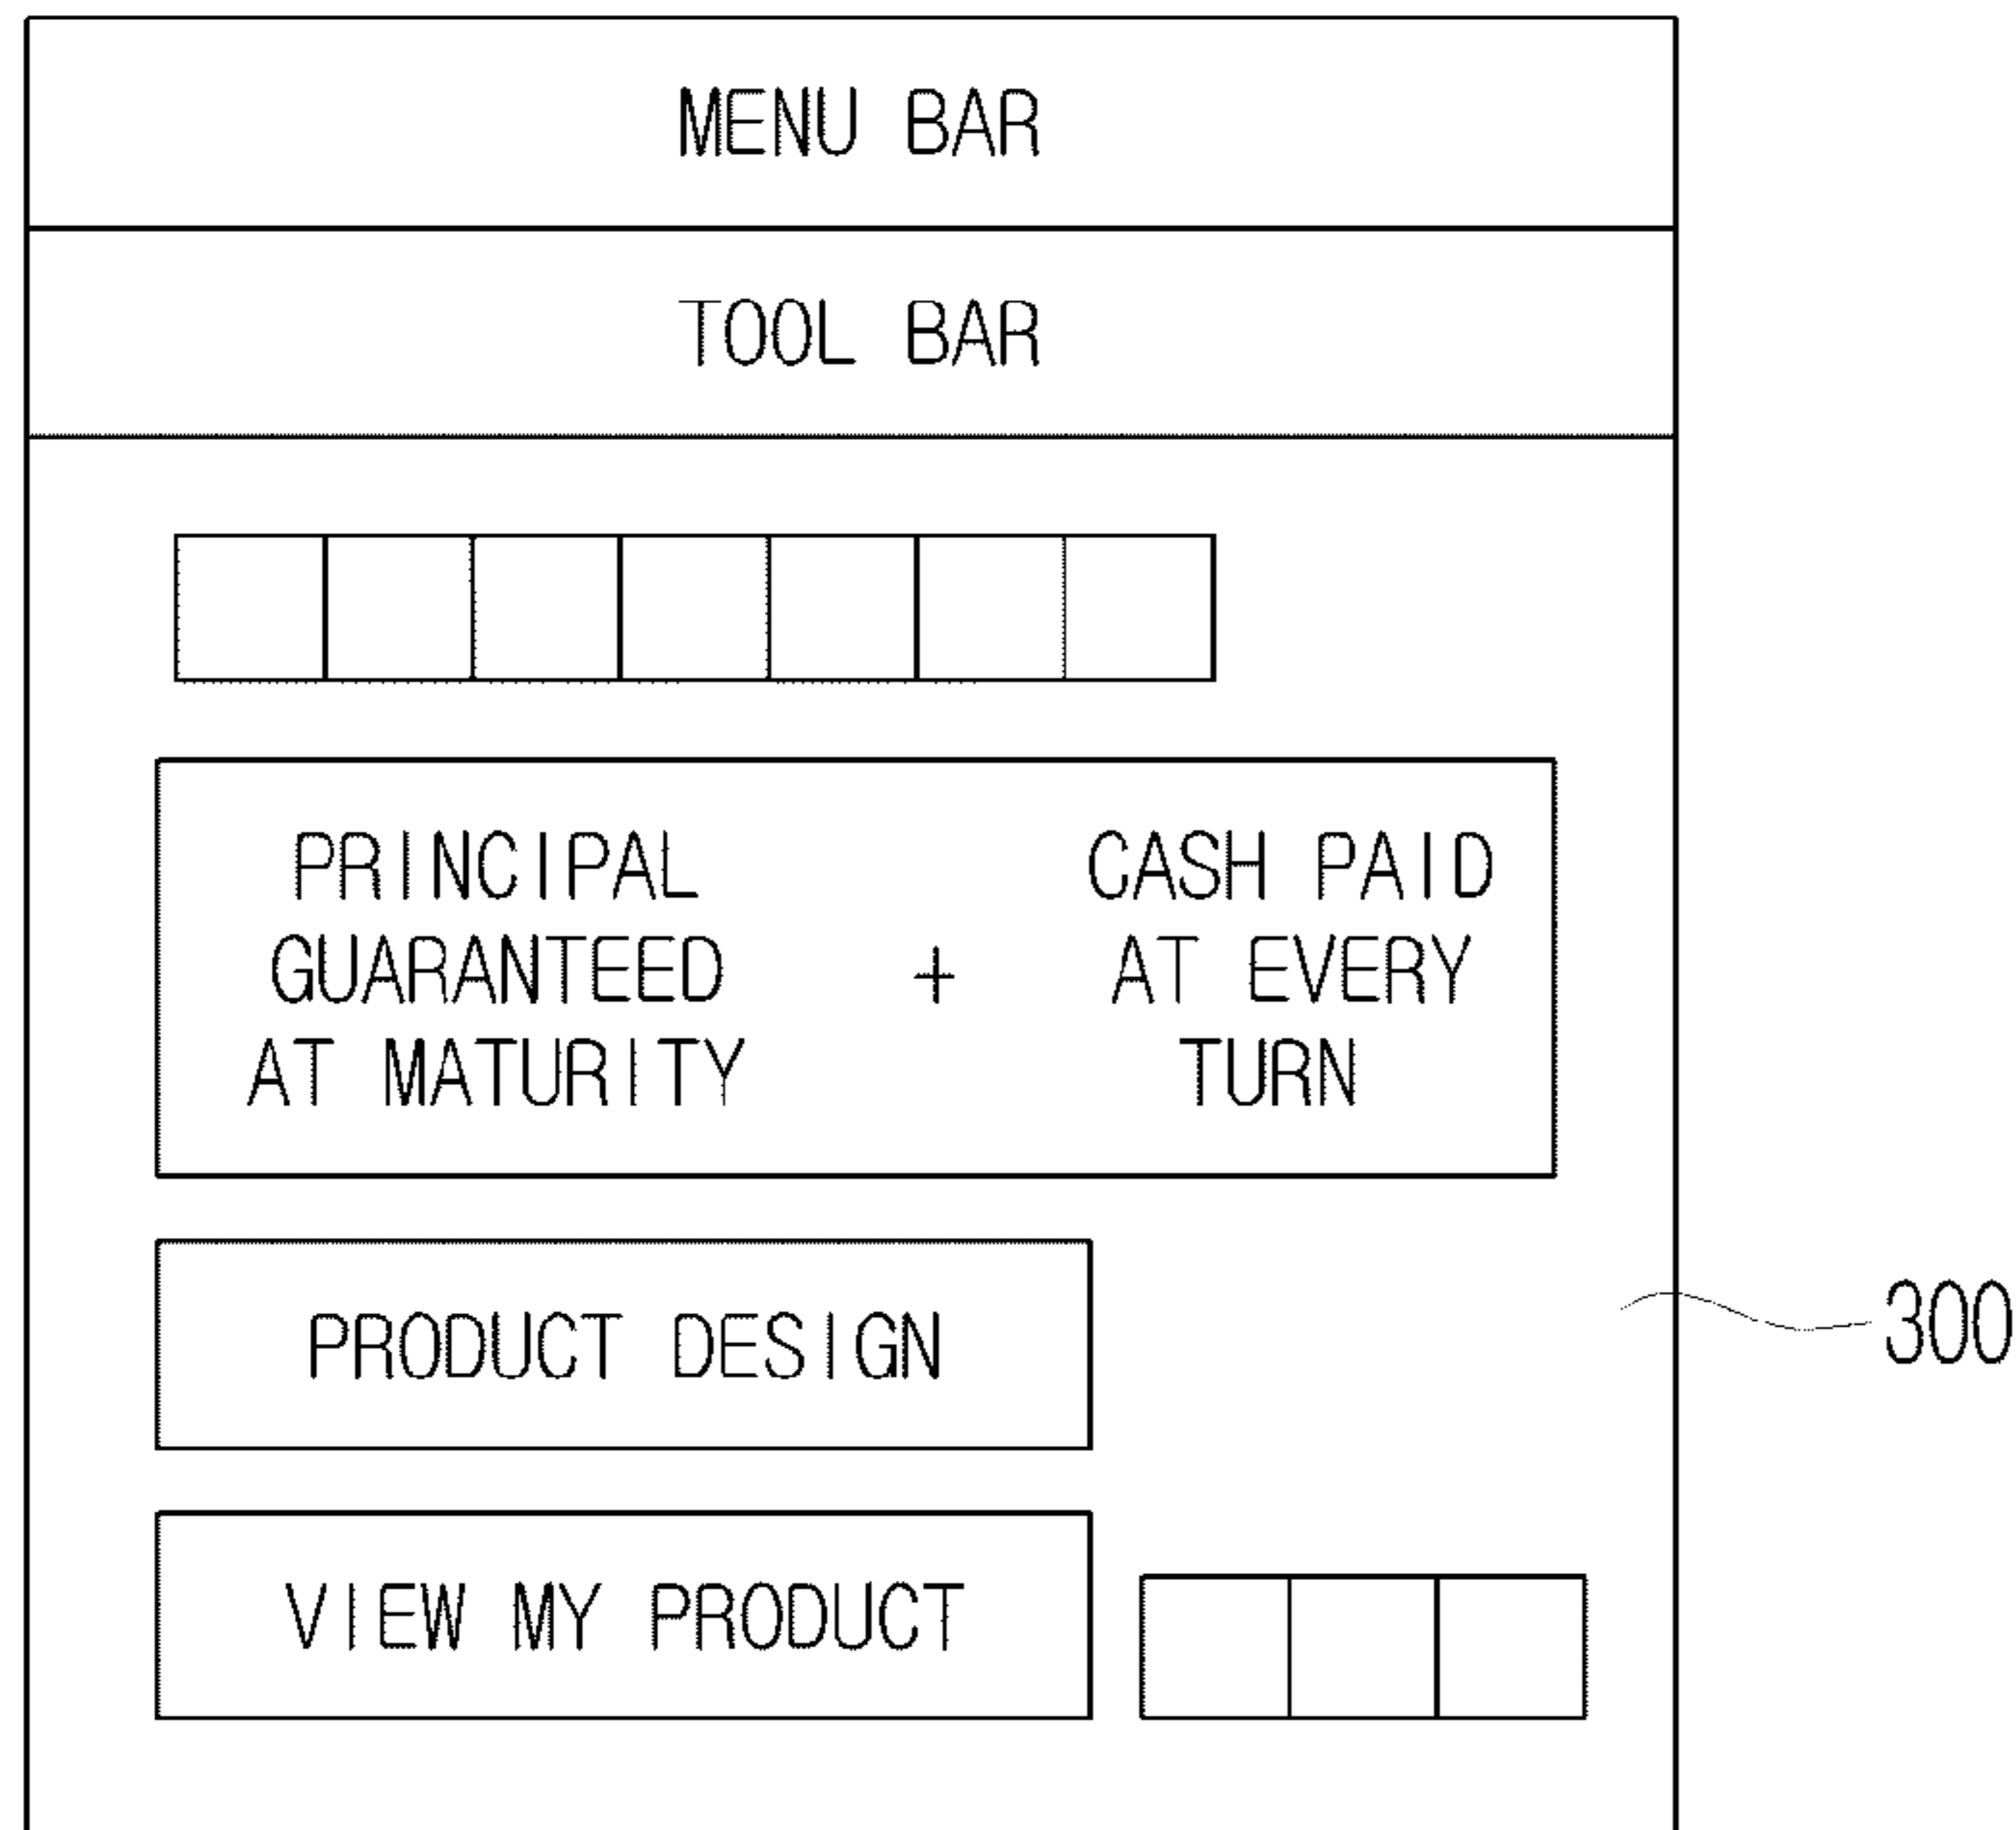 MENU BAR
TOOL BAR
PRINCIPAL
GUARANTEED
AT MATURITY
+
CASH PAID
AT EVERY
TURN
PRODUCT DESIGN
300
VIEW MY PRODUCT